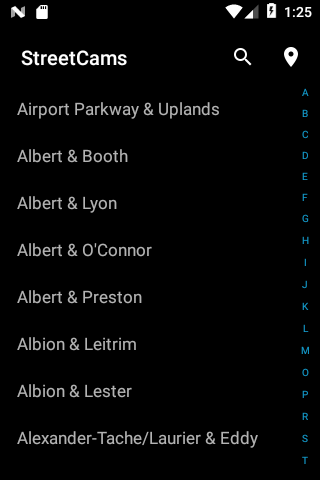 1:25
StreetCams
Airport Parkway & Uplands
Albert & Booth
Albert & Lyon
Albert & O'Connor
Albert & Preston
Albion & Leitrim
Albion & Lester
Alexander-Tache/Laurier & Eddy
A
B
C
D
E
F
G
H
I
J
K
L
M
O
P
R
S
T